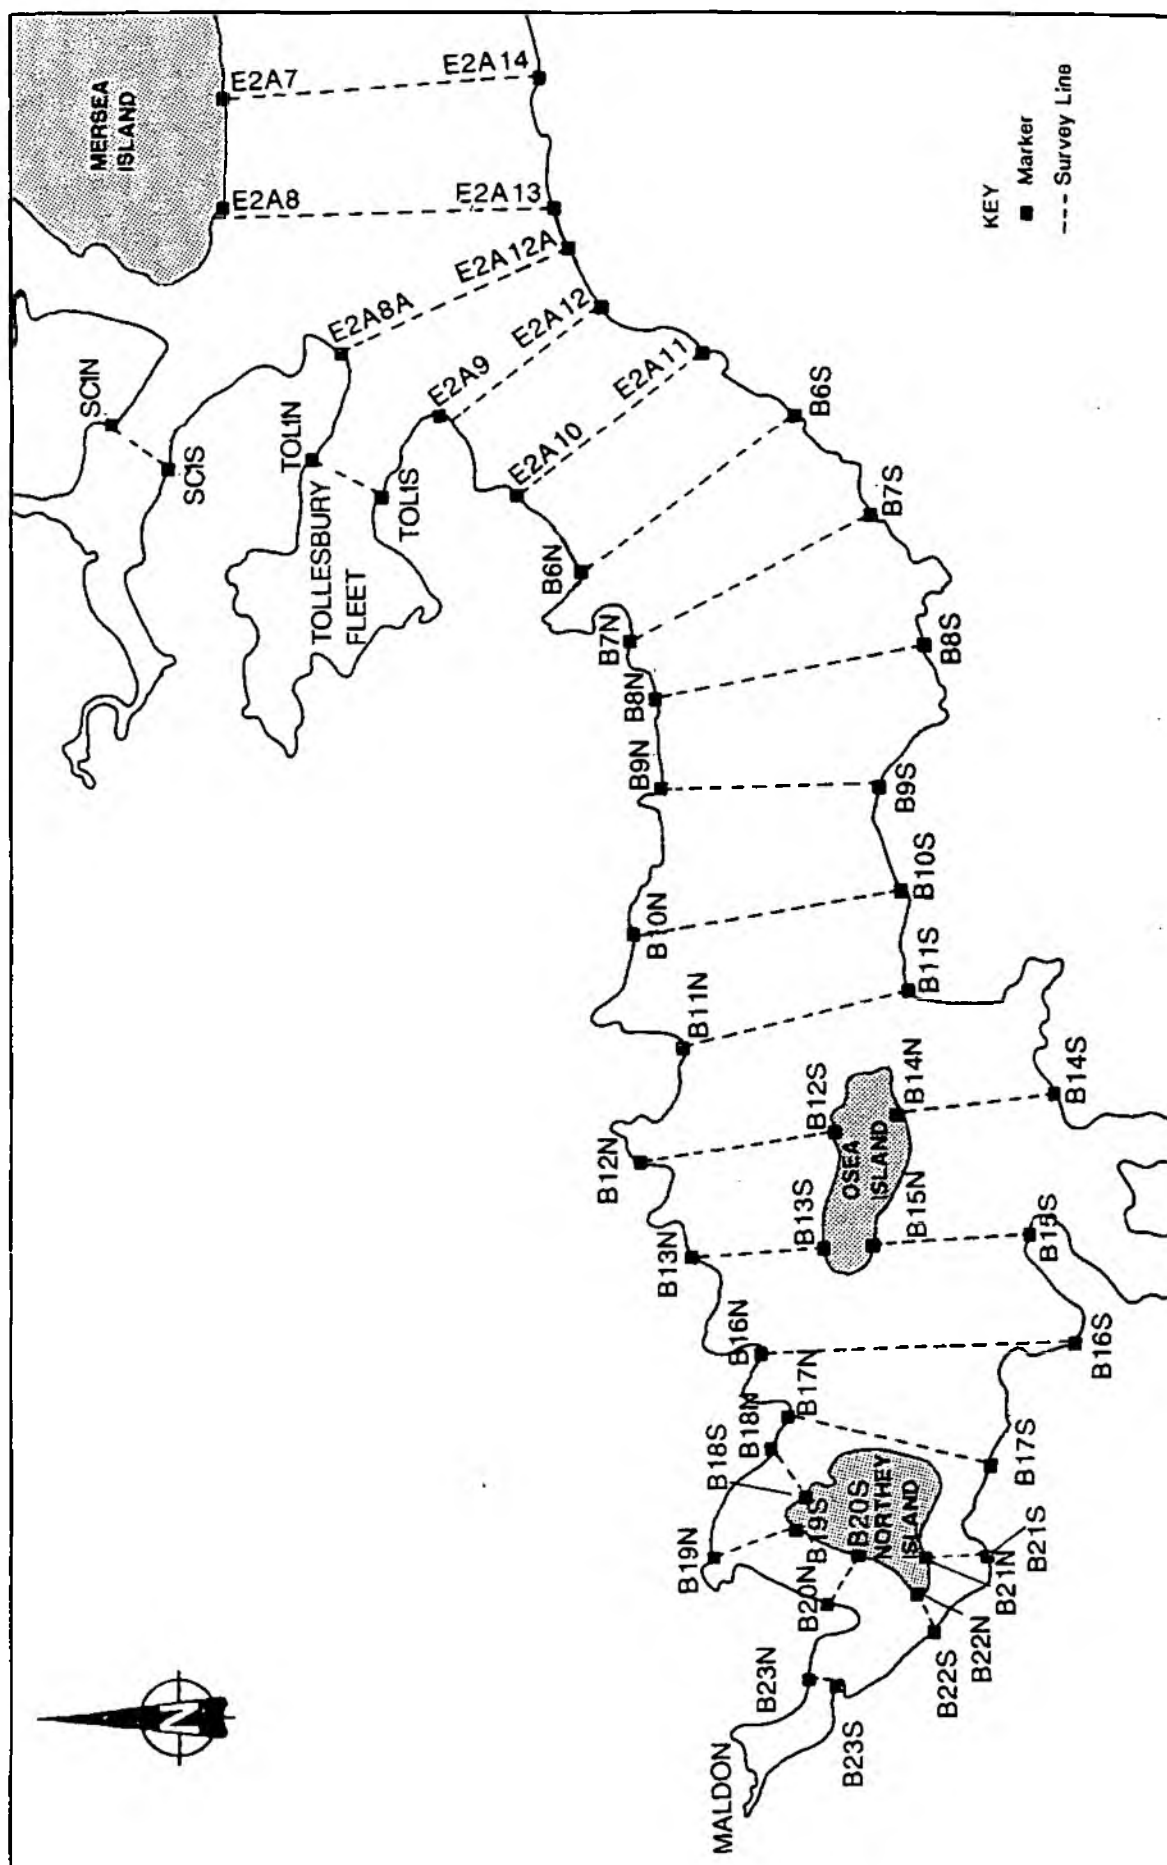 MERSEA
ISLAND
E2A7
E2A14
E2A8
E2A13
E2A12A
E2A8A
E2A12
E2A9
E2A11
E2A10
SC1N
SC1S
TOL1N
TOL1S
TOLLESBURY
FLEET
B6N
B6S
B7N
B7S
B8N
B8S
B9N
B9S
B10N
B10S
B11N
B11S
B12N
B12S
B14N
B14S
OSEA
ISLAND
B13N
B13S
B15N
B15S
B16N
B16S
B17N
B17S
B18N
B18S
B19N
B19S
B20S
B20N
NORTHEY
ISLAND
B21S
B21N
B22N
B22S
B23N
B23S
MALDON
N
KEY
Marker
Survey Line